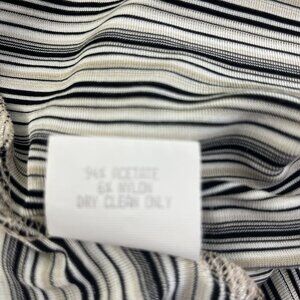 94% ACETATE
6% NYLON
DRY CLEAN ONLY